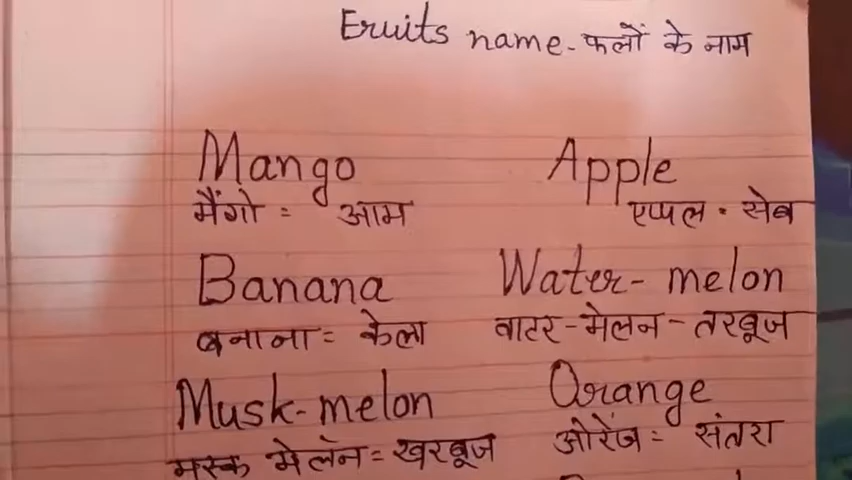 Fruits name - फलों के नाम
Mango Apple
मैंगो = आम एप्पल - सेब
Banana Water-melon
बनाना = केला वाटर-मेलन - तरबूज
Musk-melon Orange
मस्क मेलॅन = खरबूज ओरेंज = संतरा